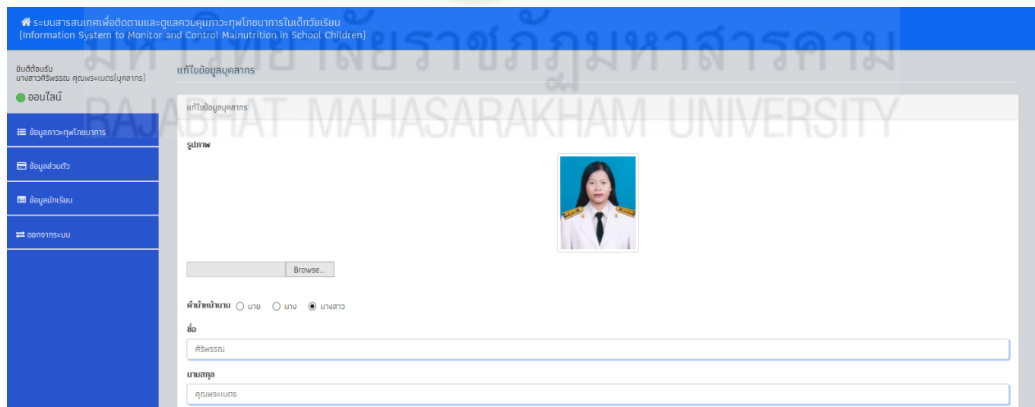 ระบบสารสนเทศเพื่อติดตามและดูแลควบคุมภาวะทุพโภชนาการในเด็กวัยเรียน
(Information System to Monitor and Control Malnutrition in School Children)
มหาวิทยาลัยราชภัฏมหาสารคาม
RAJABHAT MAHASARAKHAM UNIVERSITY
ยินดีต้อนรับ
นางสาวศิริพรรณ คุณพระเนตร(บุคลากร)
ออนไลน์
ข้อมูลภาวะทุพโภชนาการ
ข้อมูลส่วนตัว
ข้อมูลนักเรียน
ออกจากระบบ
แก้ไขข้อมูลบุคลากร
แก้ไขข้อมูลบุคลากร
รูปภาพ
Browse...
คำนำหน้านาม นาย นาง นางสาว
ชื่อ
ศิริพรรณ
นามสกุล
คุณพระเนตร